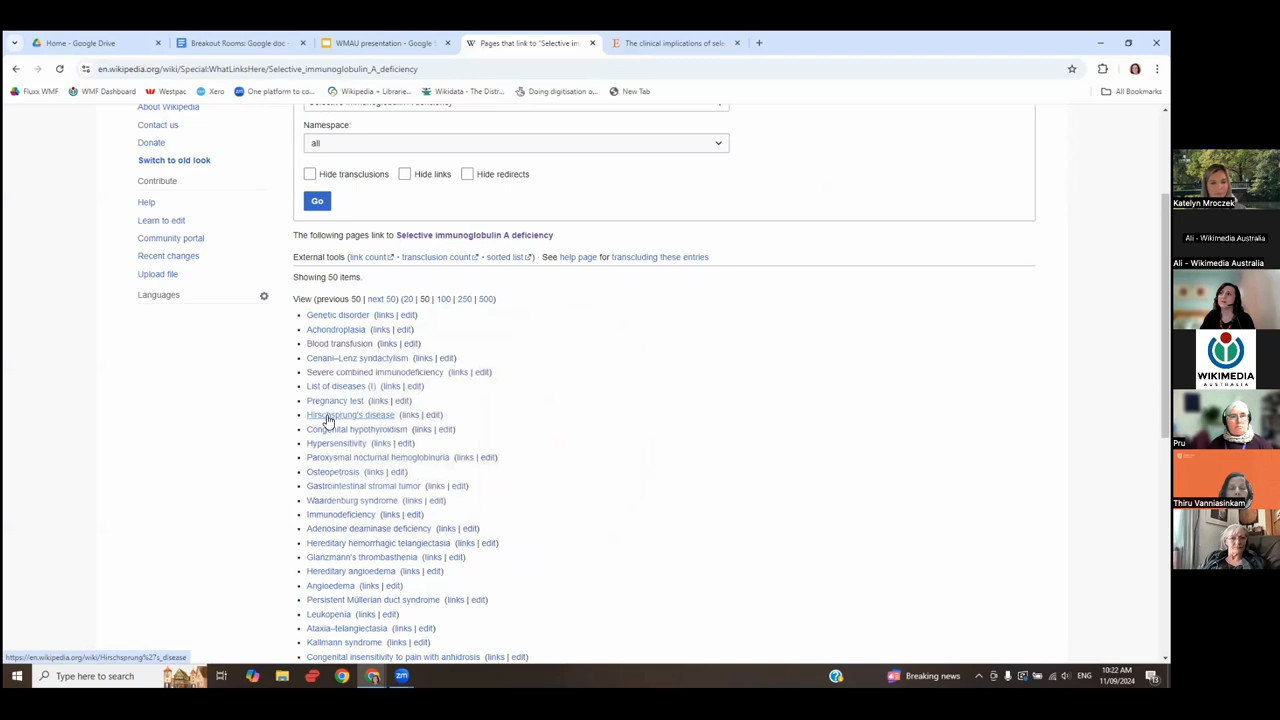 Home - Google Drive
Breakout Rooms: Google doc -
WMAU presentation - Google S
Pages that link to "Selective im
The clinical implications of sele
en.wikipedia.org/wiki/Special:WhatLinksHere/Selective_immunoglobulin_A_deficiency
Fluxx WMF
WMF Dashboard
Westpac
Xero
One platform to co...
Wikipedia + Librarie...
Wikidata - The Distr...
Doing digitisation o...
New Tab
All Bookmarks
Selective immunoglobulin A deficiency
About Wikipedia
Contact us
Donate
Switch to old look
Contribute
Help
Learn to edit
Community portal
Recent changes
Upload file
Languages
Namespace:
all
Hide transclusions
Hide links
Hide redirects
Go
The following pages link to Selective immunoglobulin A deficiency
External tools (link count · transclusion count · sorted list) · See help page for transcluding these entries
Showing 50 items.
View (previous 50 | next 50) (20 | 50 | 100 | 250 | 500)
• Genetic disorder (links | edit)
• Achondroplasia (links | edit)
• Blood transfusion (links | edit)
• Cenani–Lenz syndactylism (links | edit)
• Severe combined immunodeficiency (links | edit)
• List of diseases (I) (links | edit)
• Pregnancy test (links | edit)
• Hirschsprung's disease (links | edit)
• Congenital hypothyroidism (links | edit)
• Hypersensitivity (links | edit)
• Paroxysmal nocturnal hemoglobinuria (links | edit)
• Osteopetrosis (links | edit)
• Gastrointestinal stromal tumor (links | edit)
• Waardenburg syndrome (links | edit)
• Immunodeficiency (links | edit)
• Adenosine deaminase deficiency (links | edit)
• Hereditary hemorrhagic telangiectasia (links | edit)
• Glanzmann's thrombasthenia (links | edit)
• Hereditary angioedema (links | edit)
• Angioedema (links | edit)
• Persistent Müllerian duct syndrome (links | edit)
• Leukopenia (links | edit)
• Ataxia–telangiectasia (links | edit)
• Kallmann syndrome (links | edit)
• Congenital insensitivity to pain with anhidrosis (links | edit)
https://en.wikipedia.org/wiki/Hirschsprung%27s_disease
Type here to search
zm
Breaking news
ENG
10:22 AM
11/09/2024
Katelyn Mroczek
Ali - Wikimedia Australia
Ali - Wikimedia Australia
WIKIMEDIA
AUSTRALIA
Pru
Thiru Vanniasinkam